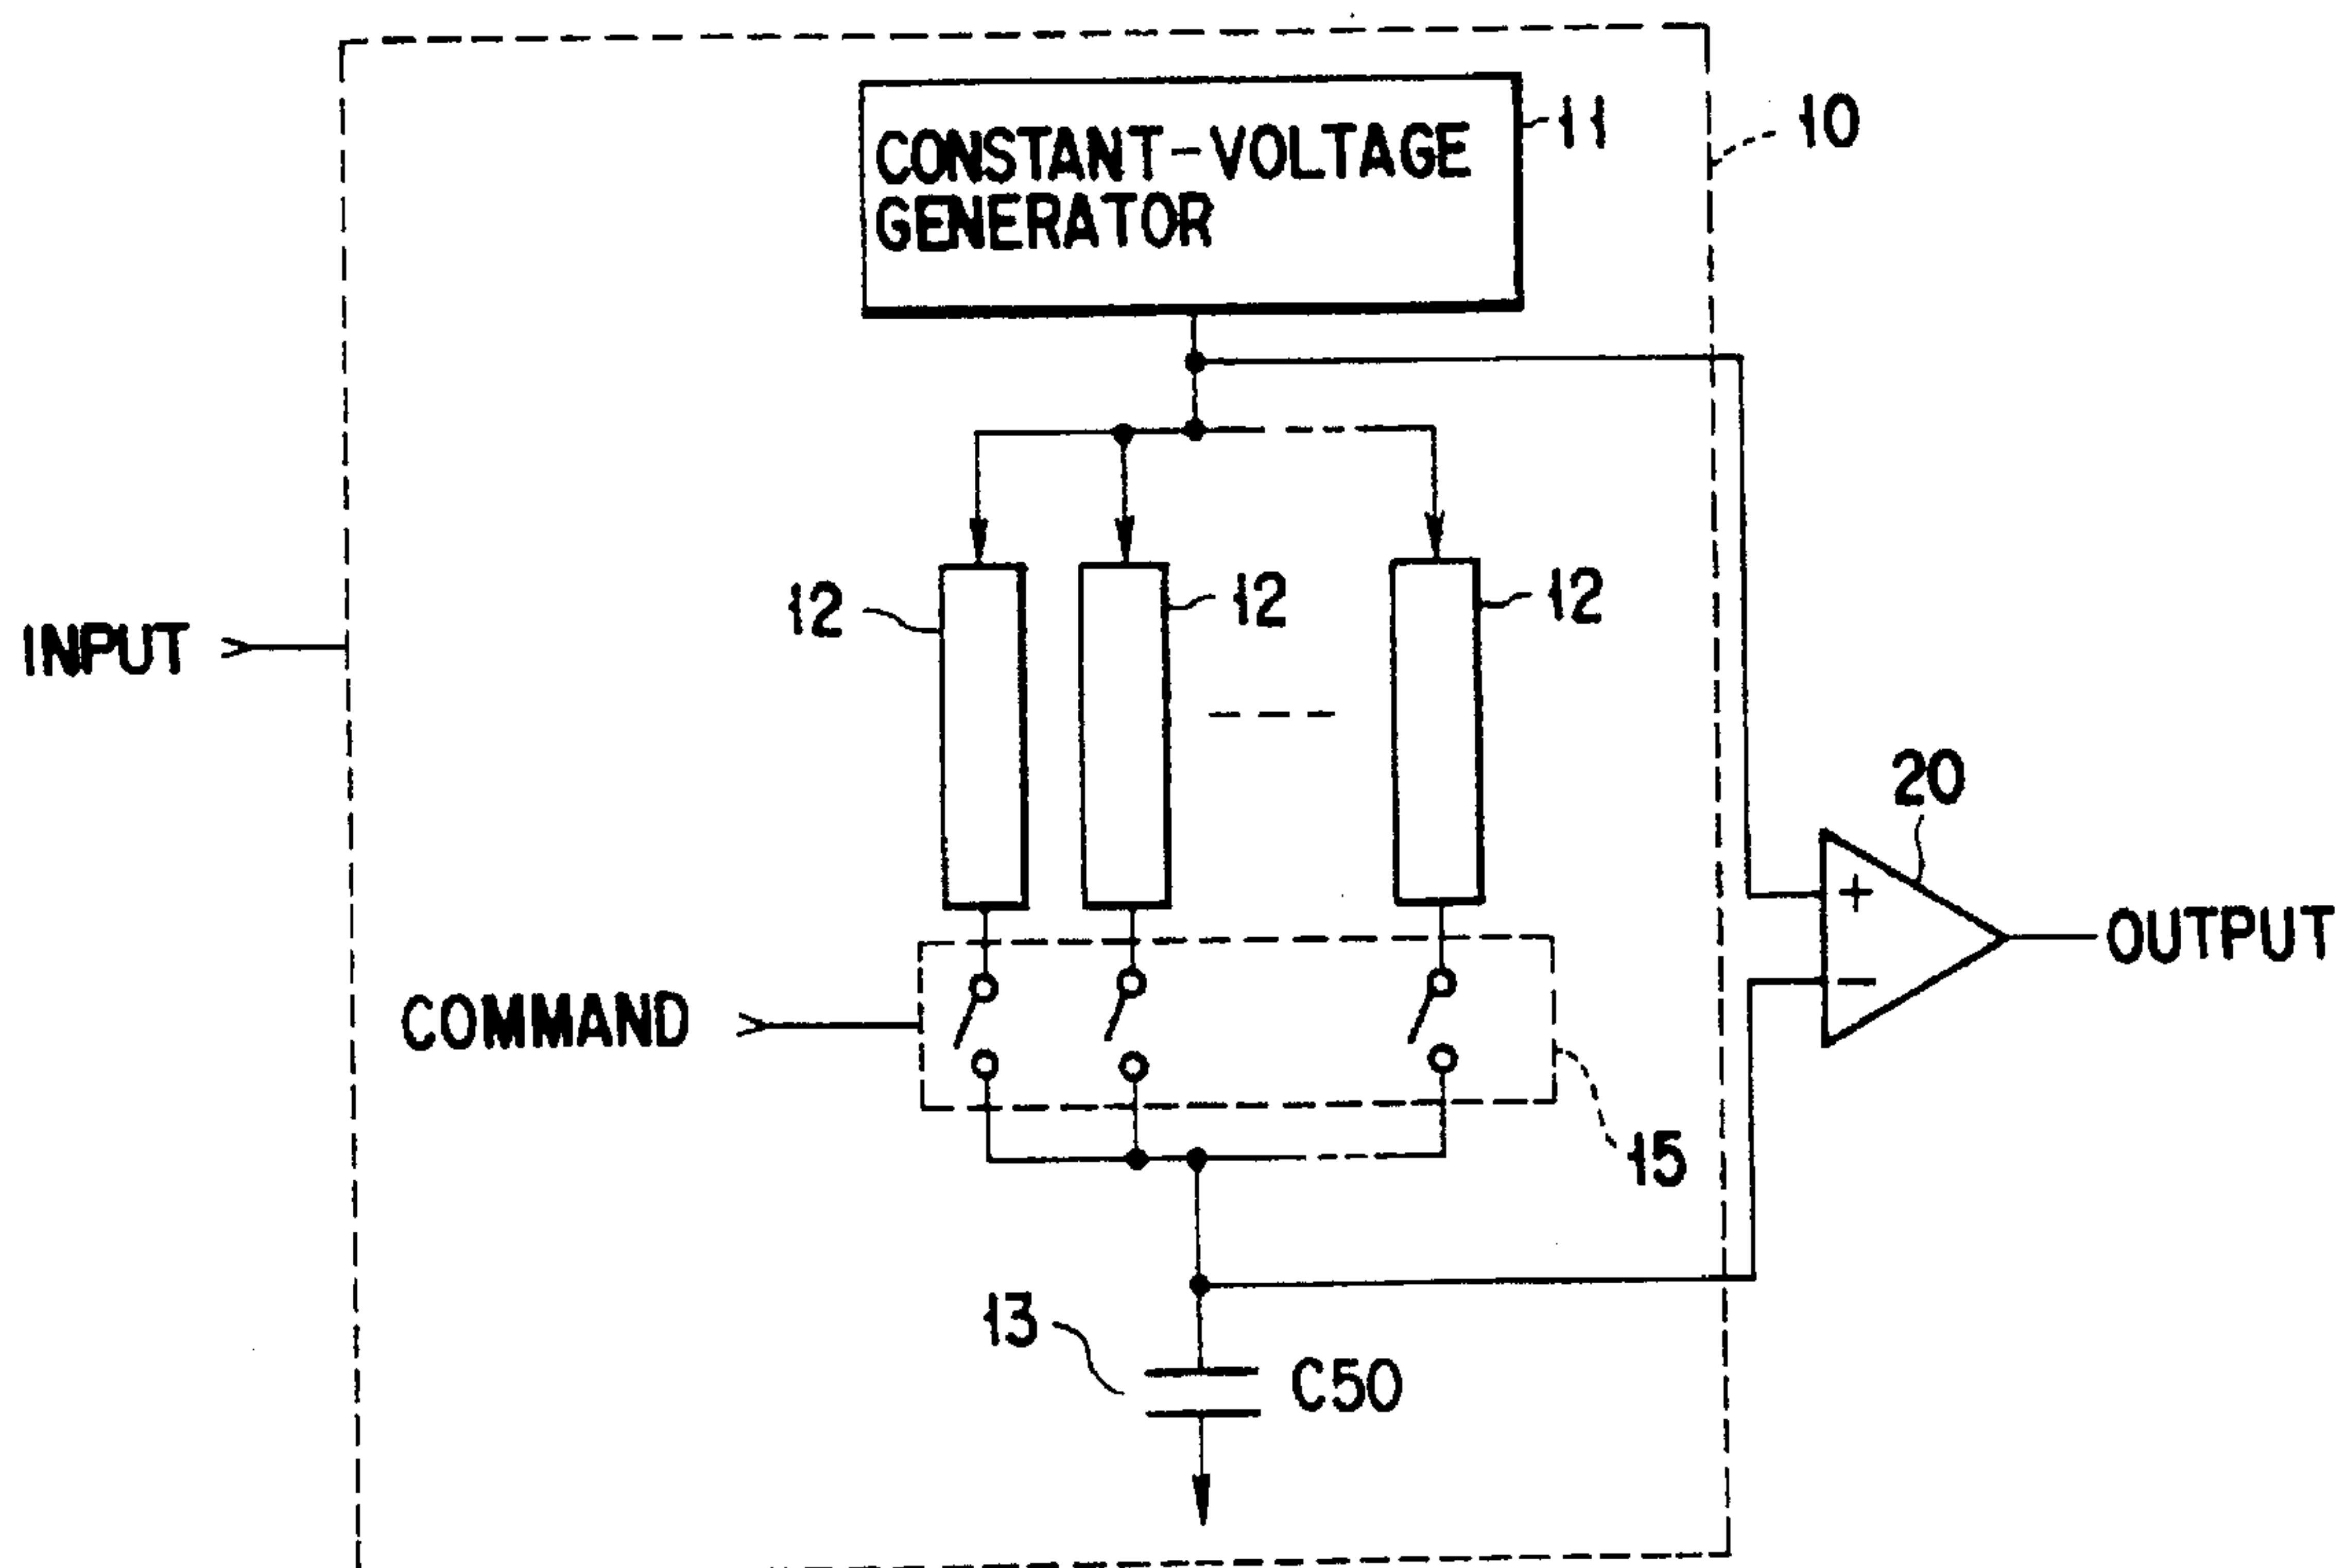 CONSTANT-VOLTAGE
GENERATOR
11
10
12
12
12
INPUT
20
+
−
OUTPUT
COMMAND
15
13
C50